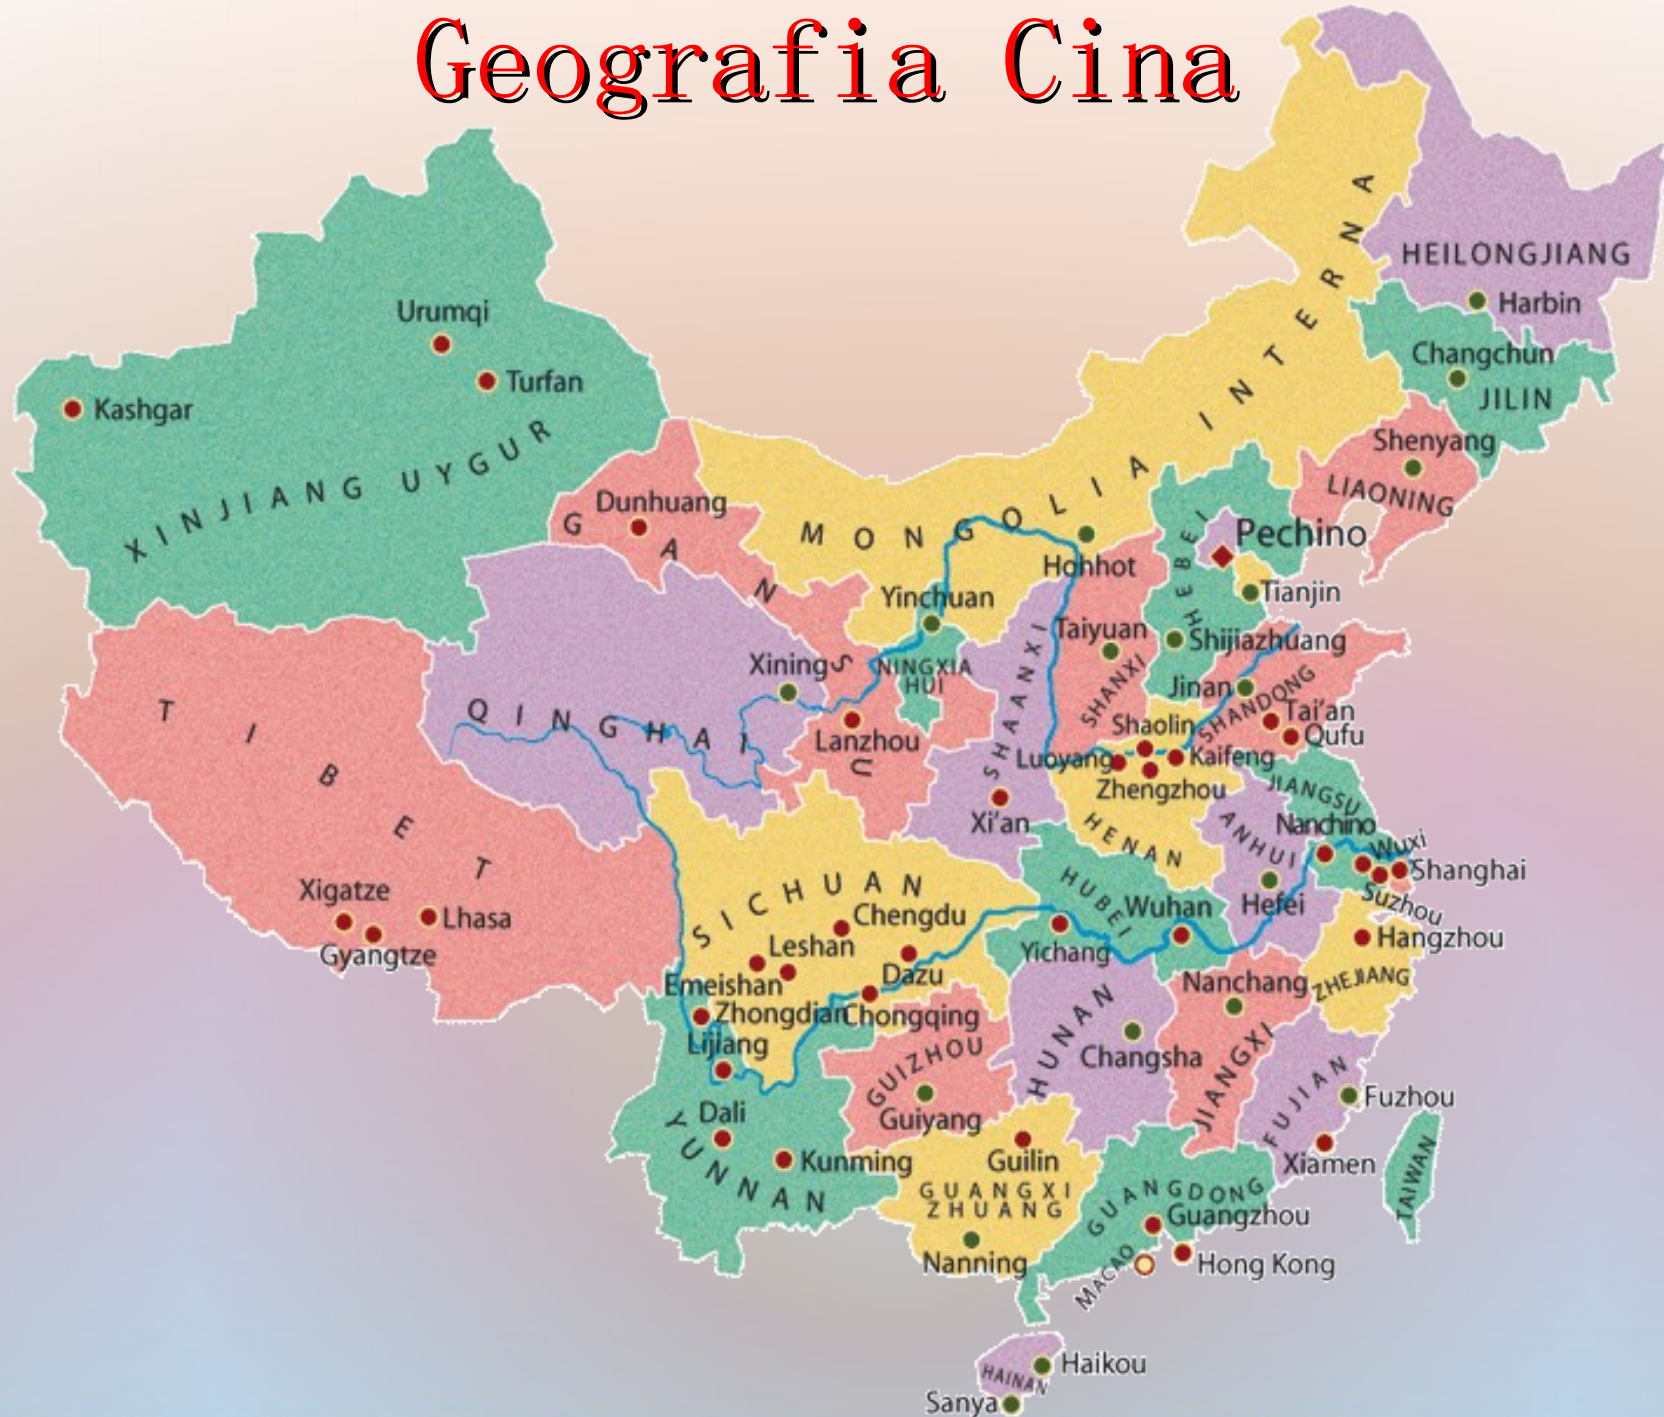 Geografia Cina
HEILONGJIANG
Harbin
Urumqi
Changchun
Turfan
JILIN
Kashgar
XINJIANG UYGUR
MONGOLIA INTERNA
Shenyang
LIAONING
Dunhuang
GANSU
HEBEI
Pechino
Hohhot
Tianjin
Yinchuan
Taiyuan
Shijiazhuang
Xining
NINGXIA
HUI
SHAANXI
SHANXI
Jinan
SHANDONG
TIBET
QINGHAI
Tai'an
Shaolin
Qufu
Lanzhou
Luoyang
Kaifeng
Zhengzhou
JIANGSU
Xi'an
HENAN
ANHUI
Nanchino
Wuxi
Shanghai
SICHUAN
HUBEI
Xigatze
Lhasa
Chengdu
Wuhan
Hefei
Suzhou
Gyangtze
Leshan
Yichang
Hangzhou
Emeishan
Dazu
Nanchang
ZHEJIANG
Zhongdian
Chongqing
Lijiang
GUIZHOU
HUNAN
Changsha
JIANGXI
FUJIAN
Fuzhou
Dali
Guiyang
YUNNAN
Kunming
Guilin
Xiamen
TAIWAN
GUANGXI
ZHUANG
GUANGDONG
Guangzhou
Nanning
MACAO
Hong Kong
HAINAN
Haikou
Sanya